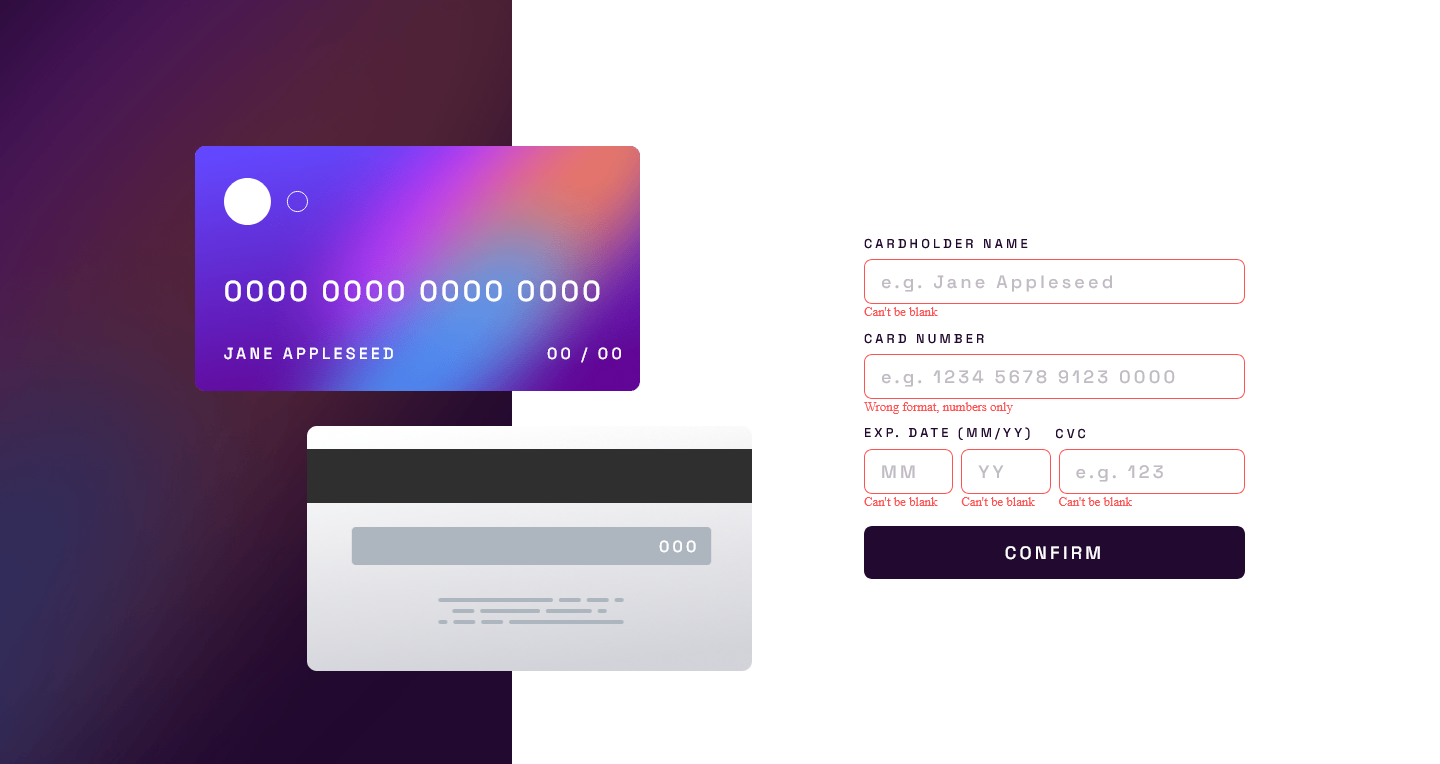 0000 0000 0000 0000
JANE APPLESEED 00 / 00
000
CARDHOLDER NAME
e.g. Jane Appleseed
Can't be blank
CARD NUMBER
e.g. 1234 5678 9123 0000
Wrong format, numbers only
EXP. DATE (MM/YY) CVC
MM YY e.g. 123
Can't be blank Can't be blank Can't be blank
CONFIRM